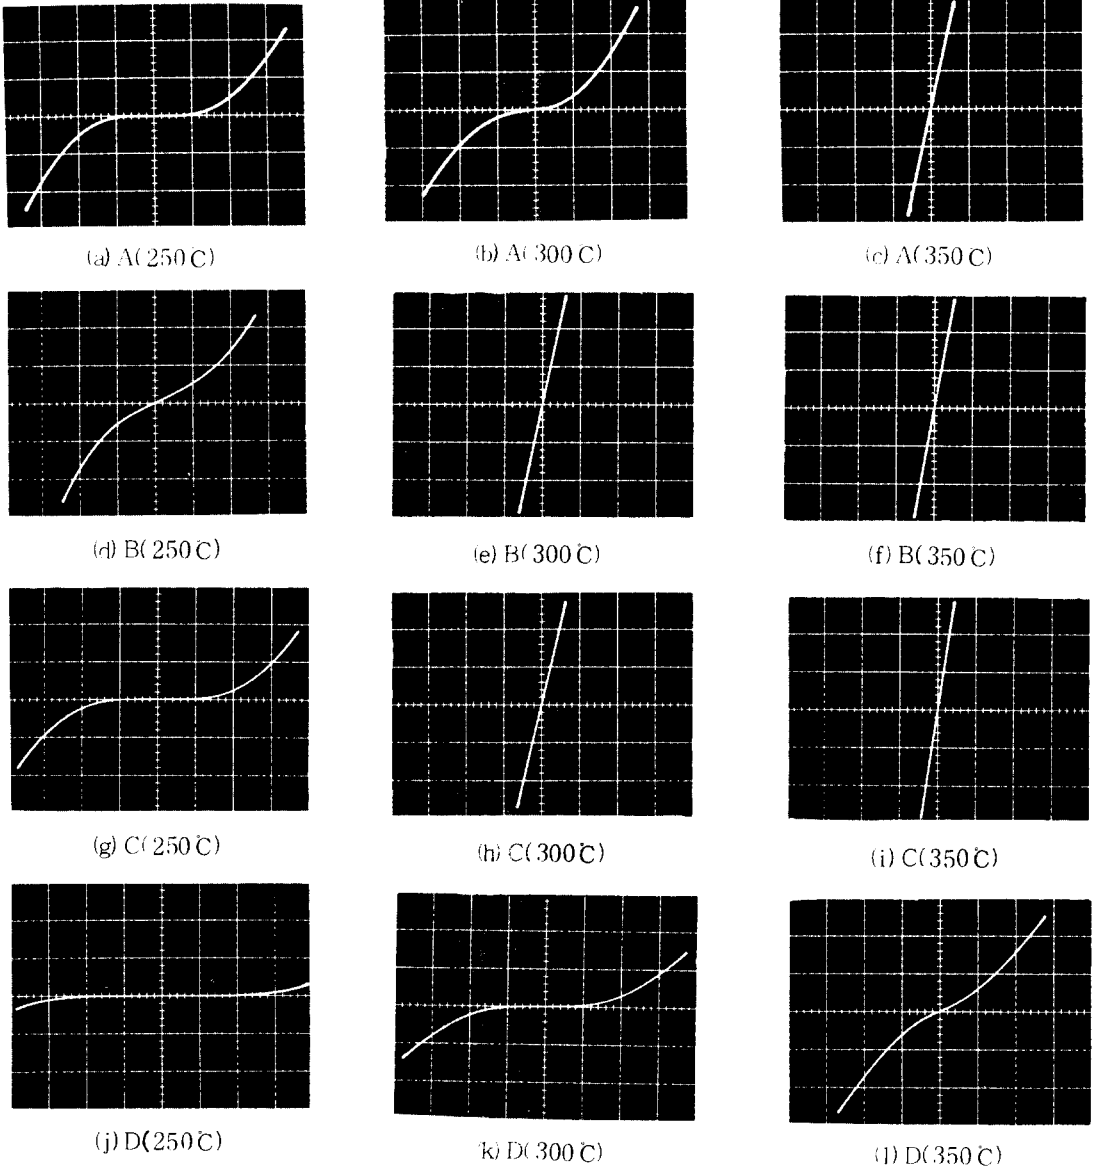 (a) A(250℃)
(b) A(300℃)
(c) A(350℃)
(d) B(250℃)
(e) B(300℃)
(f) B(350℃)
(g) C(250℃)
(h) C(300℃)
(i) C(350℃)
(j) D(250℃)
(k) D(300℃)
(l) D(350℃)